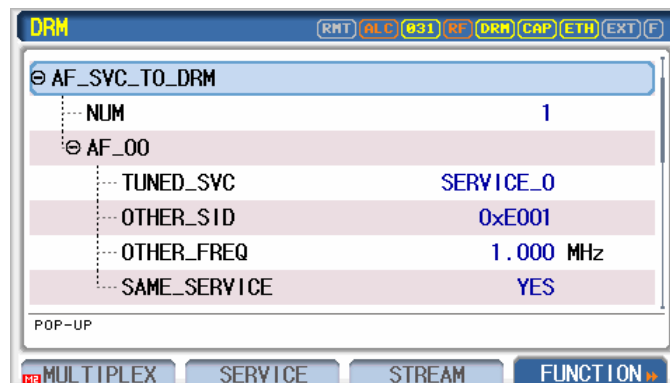 DRM RMT ALC 031 RF DRM CAP ETH EXT F
AF_SVC_TO_DRM
NUM 1
AF_00
TUNED_SVC SERVICE_0
OTHER_SID 0xE001
OTHER_FREQ 1.000 MHz
SAME_SERVICE YES
POP-UP
M2 MULTIPLEX SERVICE STREAM FUNCTION